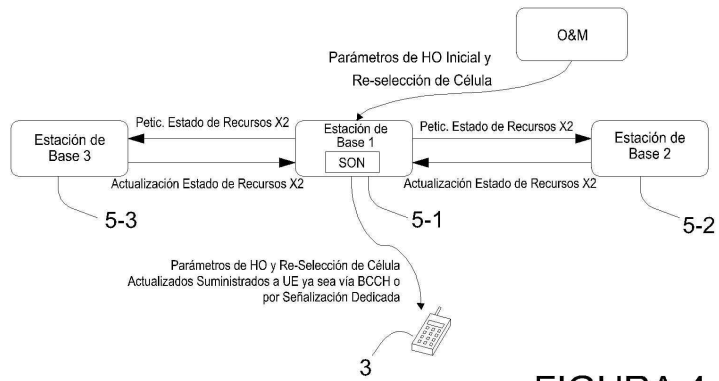 O&M
Parámetros de HO Inicial y
Re-selección de Célula
Estación de
Base 3
Petic. Estado de Recursos X2
Actualización Estado de Recursos X2
Estación de
Base 1
SON
Petic. Estado de Recursos X2
Actualización Estado de Recursos X2
Estación de
Base 2
5-3
5-1
5-2
Parámetros de HO y Re-Selección de Célula
Actualizados Suministrados a UE ya sea vía BCCH o
por Señalización Dedicada
3